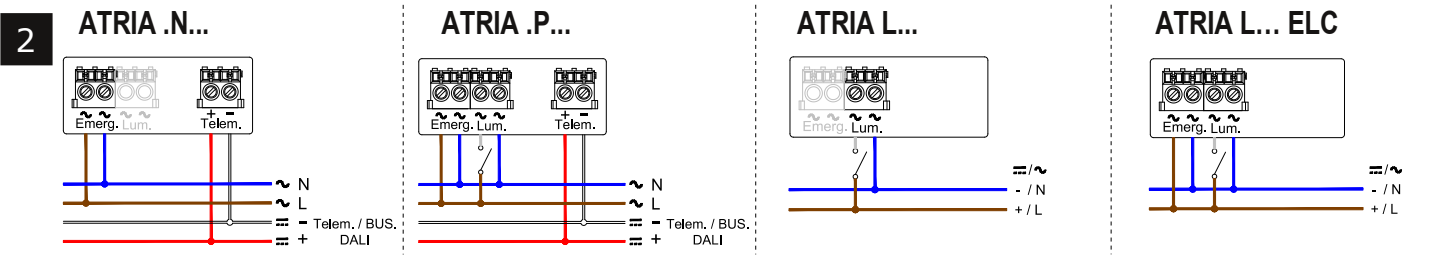 2
ATRIA .N...
Emerg. Lum.
+ -
Telem.
∼ N
∼ L
⎓ - Telem. / BUS.
⎓ + DALI
ATRIA .P...
Emerg. Lum.
+ -
Telem.
∼ N
∼ L
⎓ - Telem. / BUS.
⎓ + DALI
ATRIA L...
Emerg. Lum.
⎓/∼
- / N
+ / L
ATRIA L... ELC
Emerg. Lum.
⎓/∼
- / N
+ / L